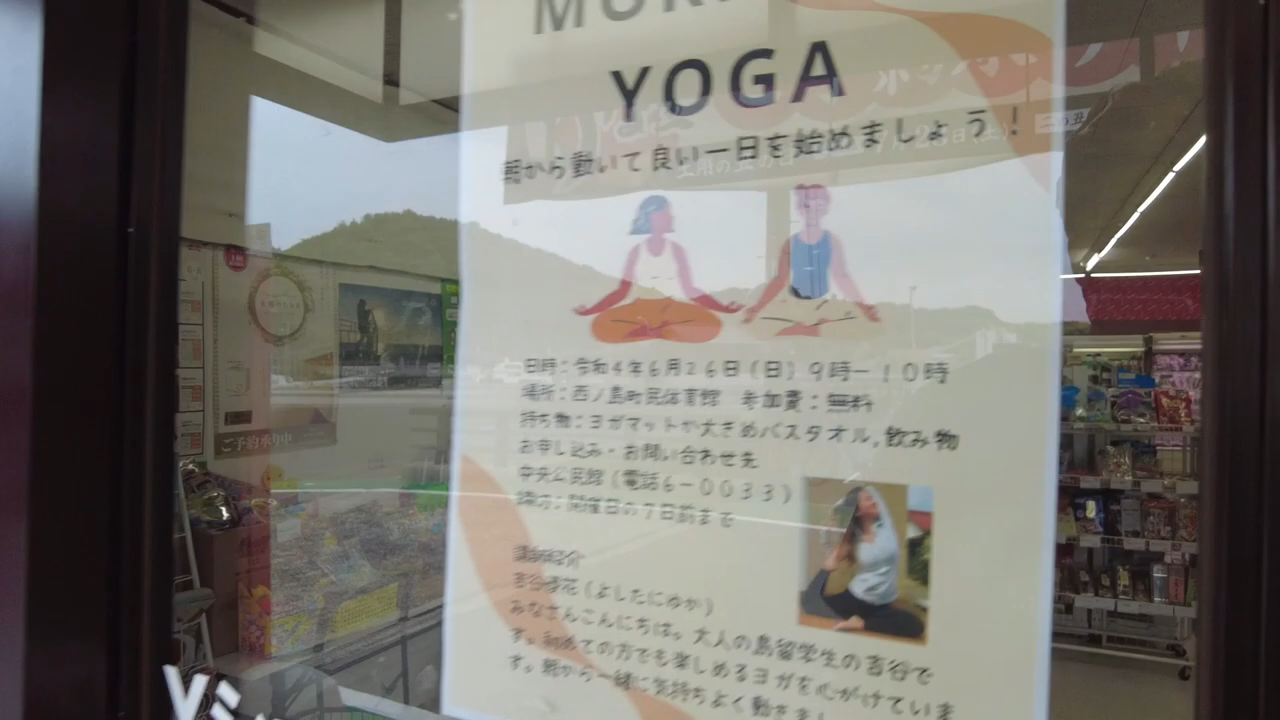 YOGA
朝から動いて良い一日を始めましょう！
日時：令和4年6月26日（日）9時ー10時
場所：西ノ島町民体育館　参加費：無料
持ち物：ヨガマットか大きめバスタオル，飲み物
お申し込み・お問い合わせ先
中央公民館（電話6－0033）
締切：開催日の7日前まで
講師紹介
吉谷優花（よしたにゆか）
みなさんこんにちは。大人の島留学生の吉谷で
す。初めての方でも楽しめるヨガを心がけていま
す。朝から一緒に気持ちよく動きまし
ご予約承り中